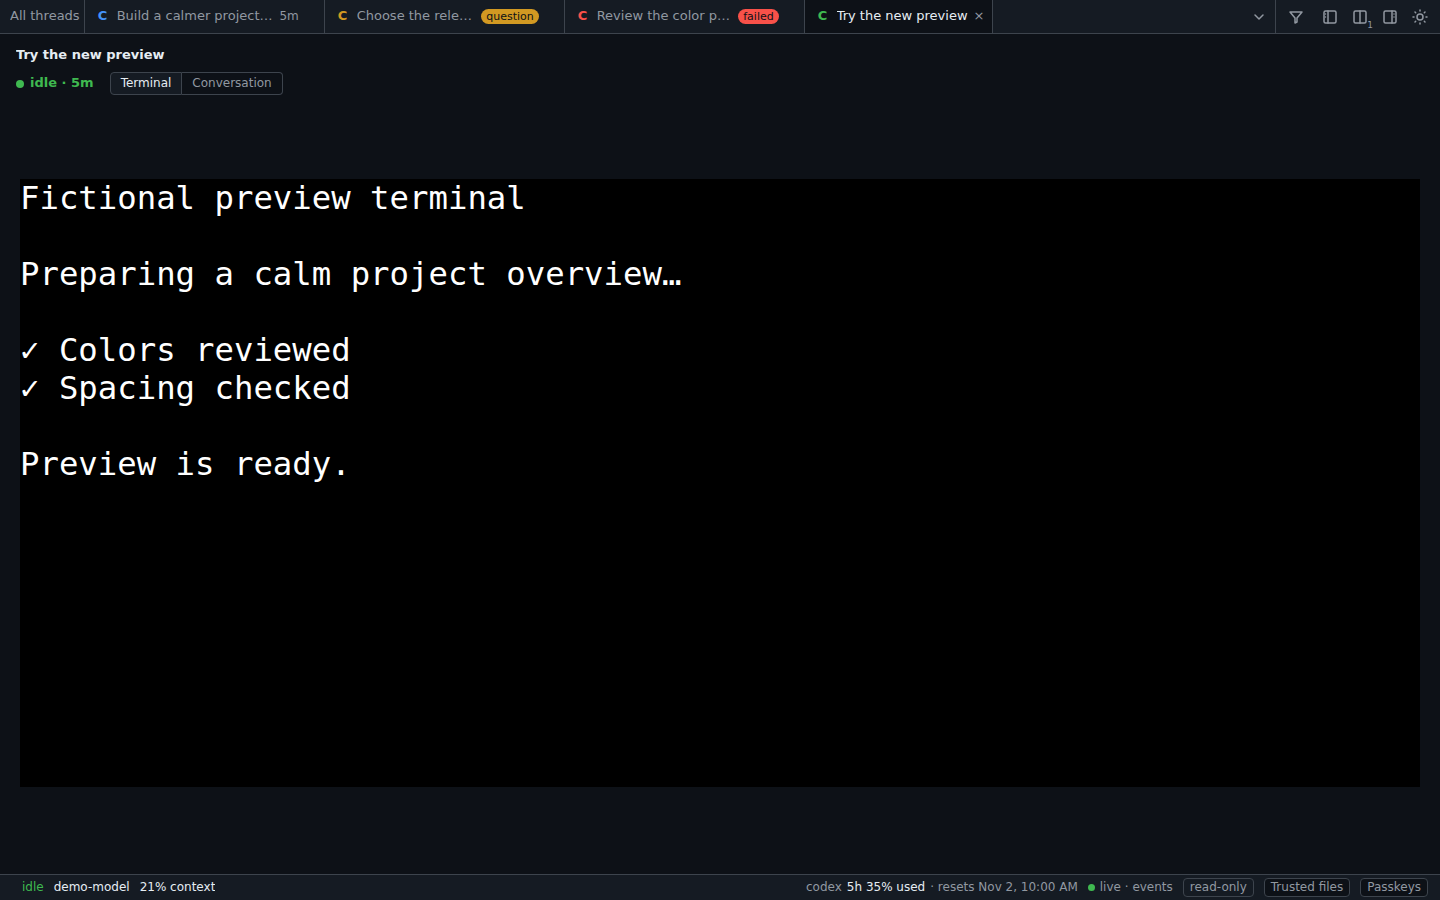 All threads
C Build a calmer project… 5m
C Choose the rele… question
C Review the color p… failed
C Try the new preview ×
1
Try the new preview
idle · 5m
Terminal Conversation
Fictional preview terminal
Preparing a calm project overview…
✓ Colors reviewed
✓ Spacing checked
Preview is ready.
idle demo-model 21% context
codex 5h 35% used · resets Nov 2, 10:00 AM live · events read-only Trusted files Passkeys